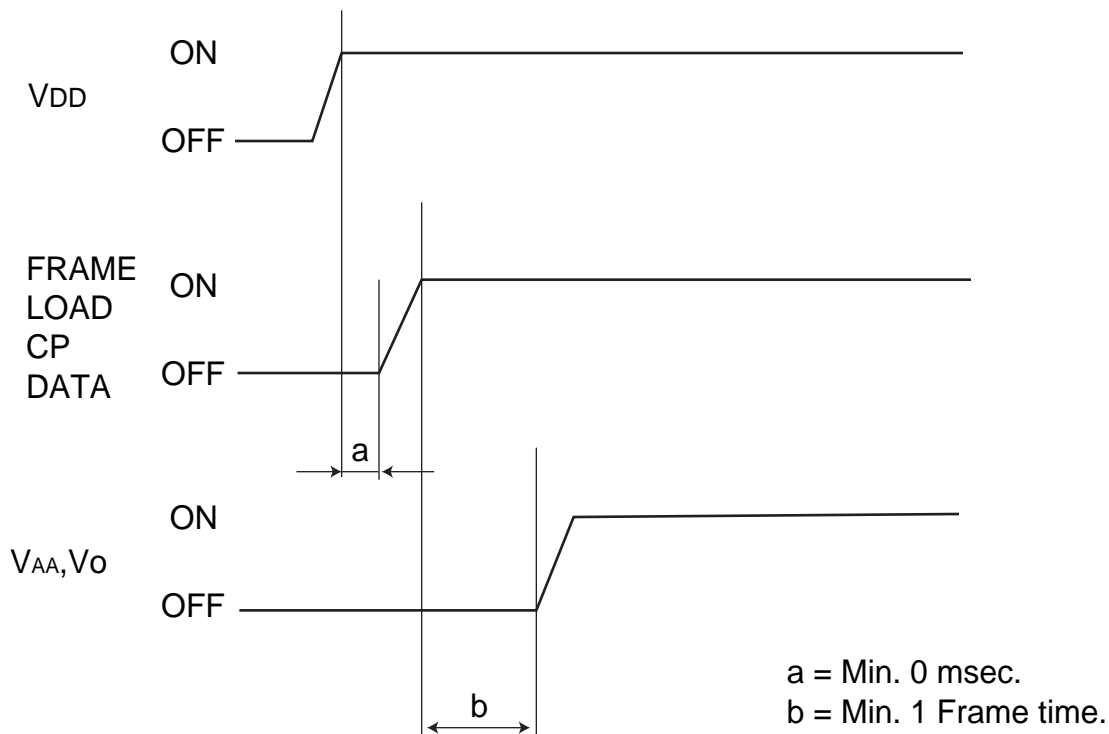 ON
VDD
OFF
FRAME
LOAD
CP
DATA
ON
OFF
a
ON
VAA,Vo
OFF
b
a = Min. 0 msec.
b = Min. 1 Frame time.